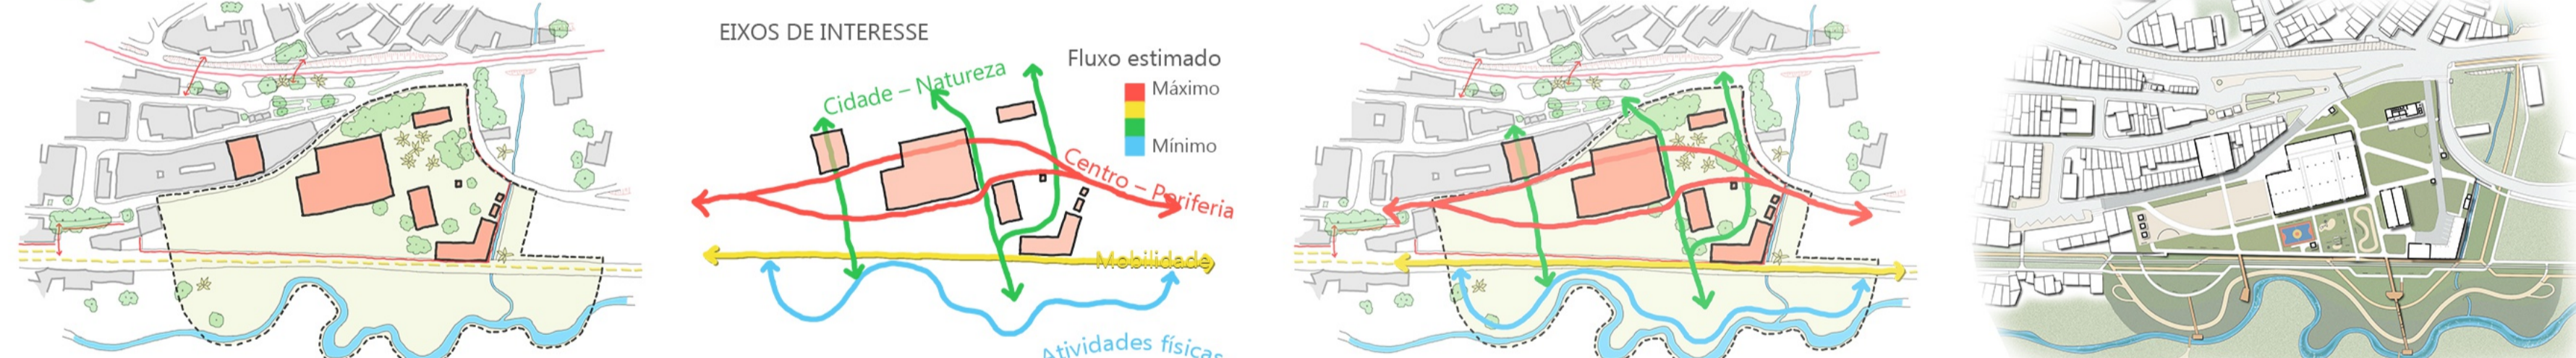 EIXOS DE INTERESSE
Fluxo estimado
Máximo
Mínimo
Cidade – Natureza
Centro – Periferia
Mobilidade
Atividades físicas